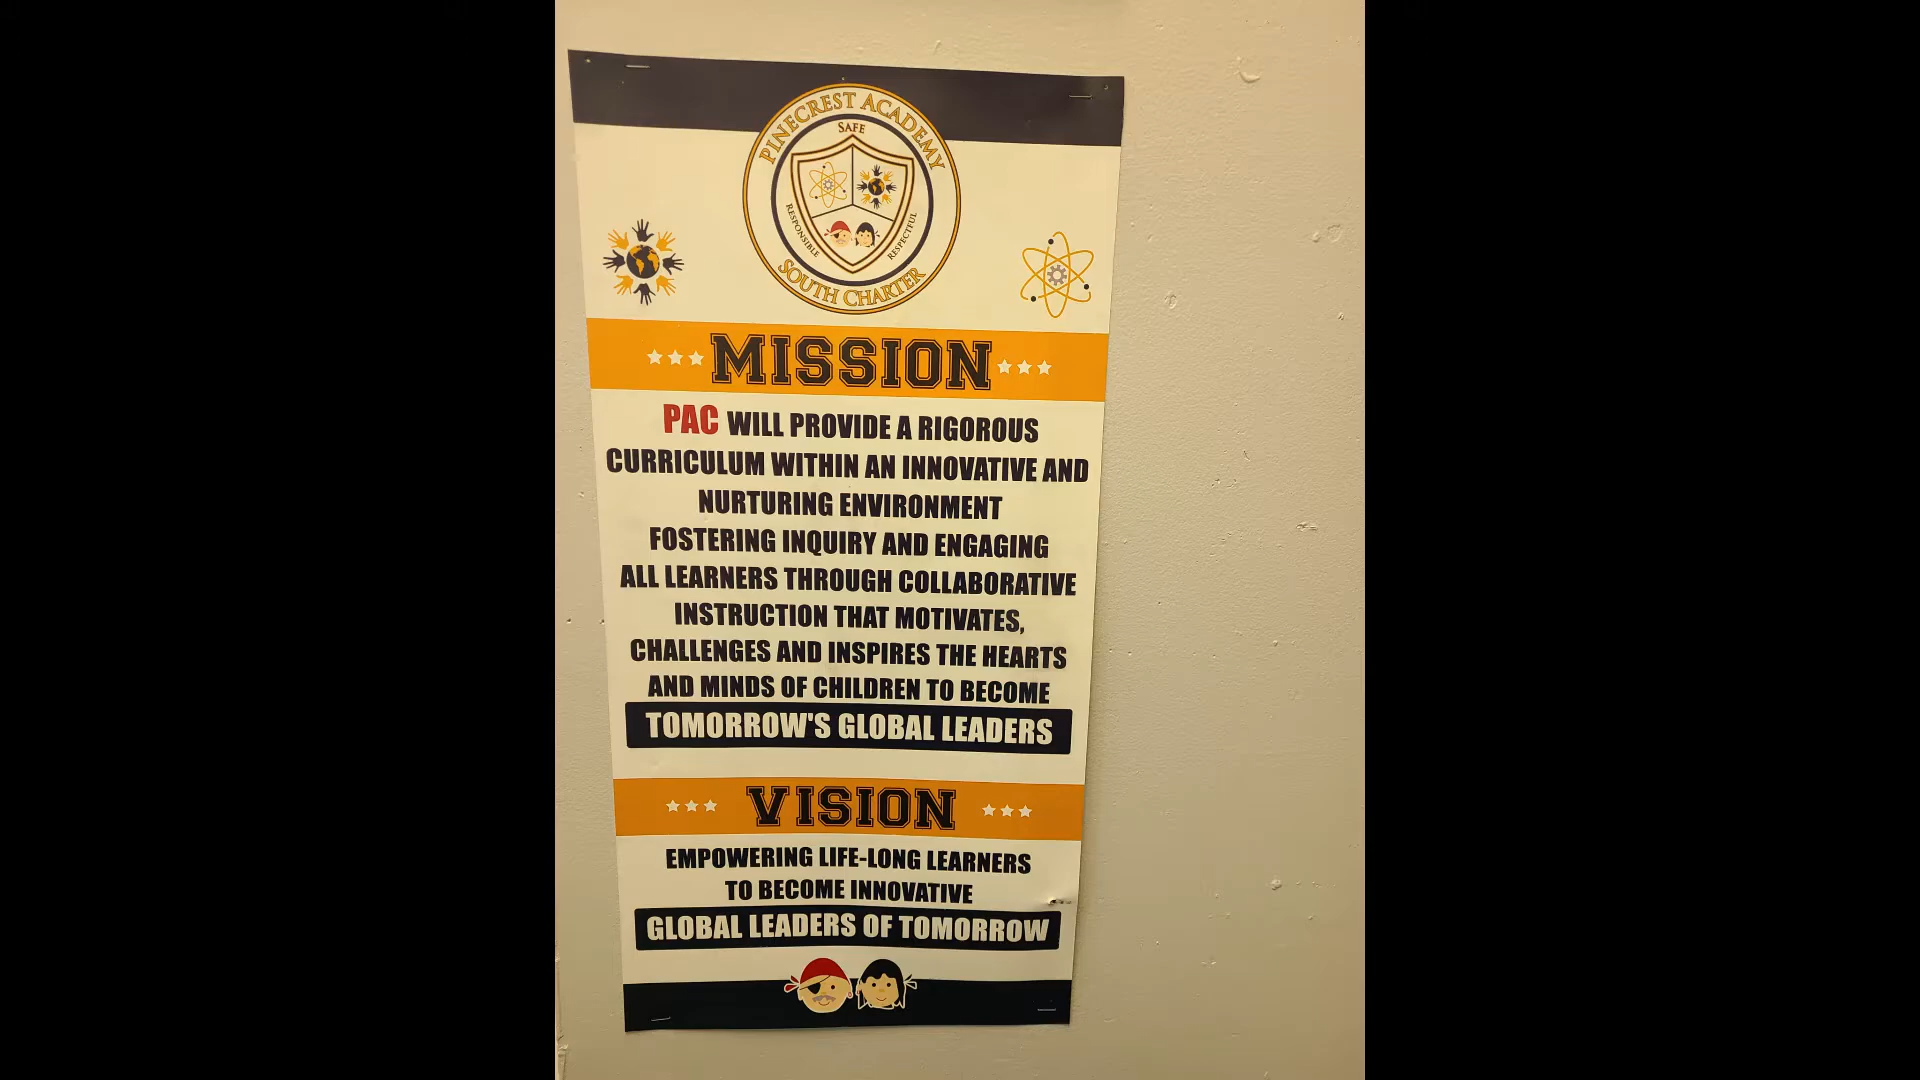 PINECREST ACADEMY
SAFE
RESPONSIBLE
RESPECTFUL
SOUTH CHARTER
MISSION
PAC WILL PROVIDE A RIGOROUS
CURRICULUM WITHIN AN INNOVATIVE AND
NURTURING ENVIRONMENT
FOSTERING INQUIRY AND ENGAGING
ALL LEARNERS THROUGH COLLABORATIVE
INSTRUCTION THAT MOTIVATES,
CHALLENGES AND INSPIRES THE HEARTS
AND MINDS OF CHILDREN TO BECOME
TOMORROW'S GLOBAL LEADERS
VISION
EMPOWERING LIFE-LONG LEARNERS
TO BECOME INNOVATIVE
GLOBAL LEADERS OF TOMORROW